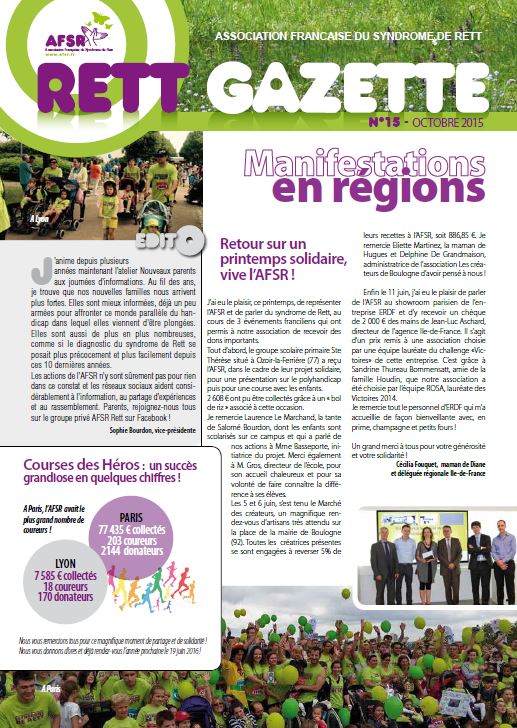 AFSR
Association Française du Syndrome de Rett
www.afsr.fr
ASSOCIATION FRANCAISE DU SYNDROME DE RETT
RETT GAZETTE
N°15 - OCTOBRE 2015
A Lyon
EDITO
J'anime depuis plusieurs
années maintenant l'atelier Nouveaux parents
aux journées d'informations. Au fil des ans,
je trouve que nos nouvelles familles nous arrivent
plus fortes. Elles sont mieux informées, déjà un peu
armées pour affronter ce monde parallèle du han-
dicap dans lequel elles viennent d'être plongées.
Elles sont aussi de plus en plus nombreuses,
comme si le diagnostic du syndrome de Rett se
posait plus précocement et plus facilement depuis
ces 10 dernières années.
Les actions de l'AFSR n'y sont sûrement pas pour rien
dans ce constat et les réseaux sociaux aident consi-
dérablement à l'information, au partage d'expériences
et au rassemblement. Parents, rejoignez-nous tous
sur le groupe privé AFSR Rett sur Facebook !
Sophie Bourdon, vice-présidente
Courses des Héros : un succès
grandiose en quelques chiffres !
A Paris, l'AFSR avait le
plus grand nombre de
coureurs !
PARIS
77 435 € collectés
203 coureurs
2144 donateurs
LYON
7 585 € collectés
18 coureurs
170 donateurs
Nous vous remercions tous pour ce magnifique moment de partage et de solidarité !
Nous vous donnons d'ores et déjà rendez-vous l'année prochaine le 19 juin 2016 !
Manifestations
en régions
Retour sur un
printemps solidaire,
vive l'AFSR !
J'ai eu le plaisir, ce printemps, de représenter
l'AFSR et de parler du syndrome de Rett, au
cours de 3 événements franciliens qui ont
permis à notre association de recevoir des
dons importants.
Tout d'abord, le groupe scolaire primaire Ste
Thérèse situé à Ozoir-la-Ferrière (77) a reçu
l'AFSR, dans le cadre de leur projet solidaire,
pour une présentation sur le polyhandicap
puis pour une course avec les enfants.
2 608 € ont pu être collectés grâce à un « bol
de riz » associé à cette occasion.
Je remercie Laurence Le Marchand, la tante
de Salomé Bourdon, dont les enfants sont
scolarisés sur ce campus et qui a parlé de
nos actions à Mme Basseporte, ini-
tiatrice du projet. Merci également
à M. Gros, directeur de l'école, pour
son accueil chaleureux et pour sa
volonté de faire connaître la diffé-
rence à ses élèves.
Les 5 et 6 juin, s'est tenu le Marché
des créateurs, un magnifique ren-
dez-vous d'artisans très attendu sur
la place de la mairie de Boulogne
(92). Toutes les créatrices présentes
se sont engagées à reverser 5% de
leurs recettes à l'AFSR, soit 886,85 €. Je
remercie Eliette Martinez, la maman de
Hugues et Delphine De Grandmaison,
administratrice de l'association Les créa-
teurs de Boulogne d'avoir pensé à nous !
Enfin le 11 juin, j'ai eu le plaisir de parler
de l'AFSR au showroom parisien de l'en-
treprise ERDF et d'y recevoir un chèque
de 2 000 € des mains de Jean-Luc Aschard,
directeur de l'agence Ile-de-France. Il s'agit
d'un prix remis à une association choisie
par une équipe lauréate du challenge «Vic-
toires» de cette entreprise. C'est grâce à
Sandrine Thureau Bommensatt, amie de la
famille Houdin, que notre association a
été choisie par l'équipe ROSA, lauréate des
Victoires 2014.
Je remercie tout le personnel d'ERDF qui m'a
accueille de façon bienveillante avec, en
prime, champagne et petits fours !
Un grand merci à tous pour votre générosité
et votre solidarité !
Cécilia Fouquet, maman de Diane
et déléguée régionale Ile-de-France
A Paris